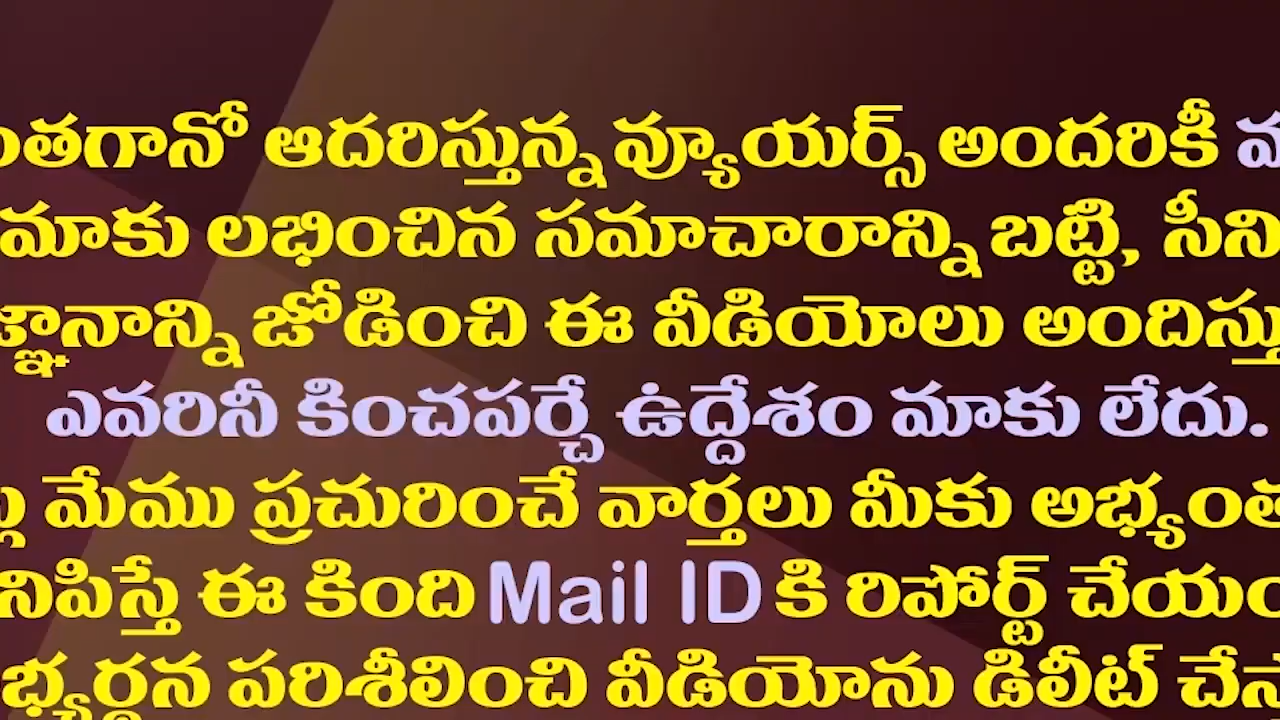 ఆదరిస్తున్న వ్యూయర్స్ అందరికీ
మాకు లభించిన సమాచారాన్ని బట్టి,
జోడించి ఈ వీడియోలు
ఎవరినీ కించపర్చే ఉద్దేశం మాకు లేదు.
మేము ప్రచురించే వార్తలు మీకు
ఈ కింది Mail ID కి రిపోర్ట్
పరిశీలించి వీడియోను డిలీట్